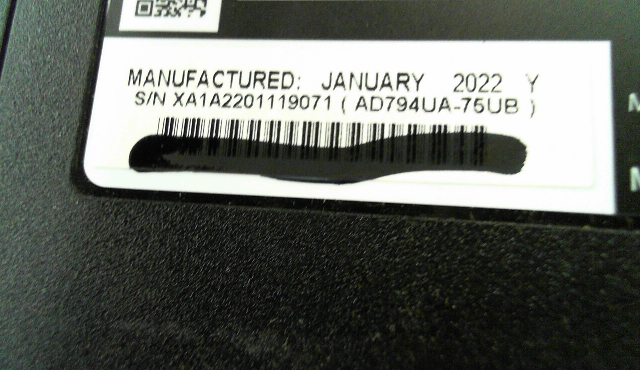 MANUFACTURED: JANUARY 2022 Y
S/N XA1A2201119071 ( AD794UA-75UB )